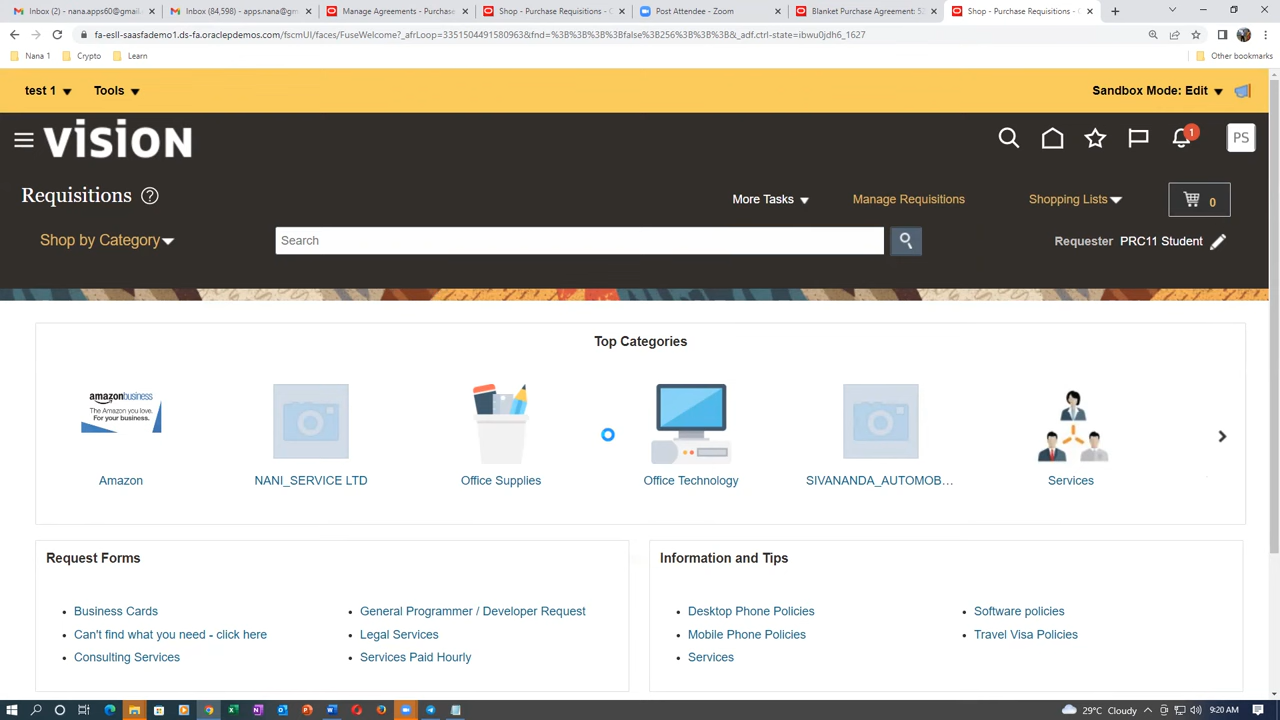 Inbox (2) - nana.apps60@gmail.
Inbox (84,598) - apps.nana@gm
Manage Agreements - Purchase
Shop - Purchase Requisitions - O
Post Attendee - Zoom
Blanket Purchase Agreement: 52
Shop - Purchase Requisitions - O
fa-esll-saasfademo1.ds-fa.oraclepdemos.com/fscmUI/faces/FuseWelcome?_afrLoop=3351504491580963&fnd=%3B%3B%3B%3Bfalse%3B256%3B%3B%3B&_adf.ctrl-state=ibwu0jdh6_1627
Nana 1
Crypto
Learn
Other bookmarks
test 1
Tools
Sandbox Mode: Edit
vision
1
PS
Requisitions
More Tasks
Manage Requisitions
Shopping Lists
0
Shop by Category
Search
Requester PRC11 Student
Top Categories
amazonbusiness
The Amazon you love.
For your business.
Amazon
NANI_SERVICE LTD
Office Supplies
Office Technology
SIVANANDA_AUTOMOB…
Services
Request Forms
Business Cards
Can't find what you need - click here
Consulting Services
General Programmer / Developer Request
Legal Services
Services Paid Hourly
Information and Tips
Desktop Phone Policies
Mobile Phone Policies
Services
Software policies
Travel Visa Policies
29°C Cloudy
9:20 AM